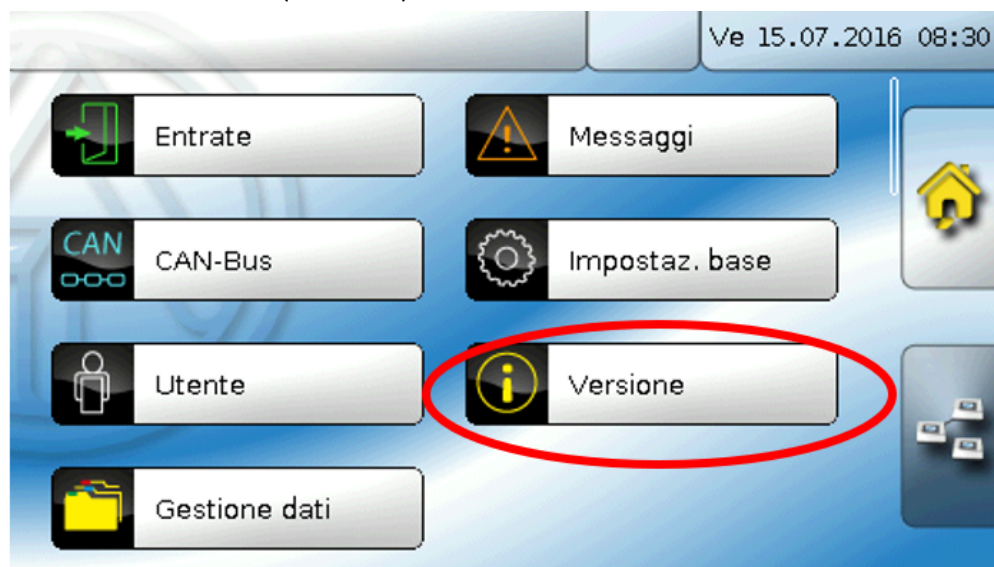 Ve 15.07.2016 08:30
Entrate
Messaggi
CAN
CAN-Bus
Impostaz. base
Utente
Versione
Gestione dati